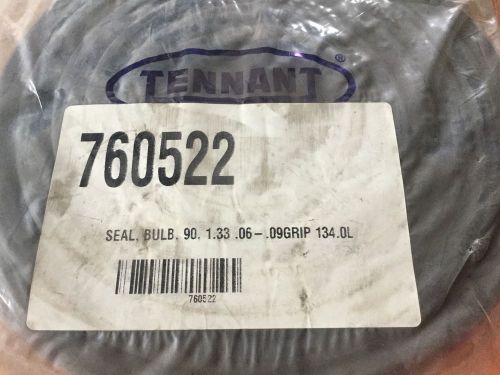 TENNANT
®
760522
SEAL, BULB, 90, 1.33 .06-.09GRIP 134.0L
760522